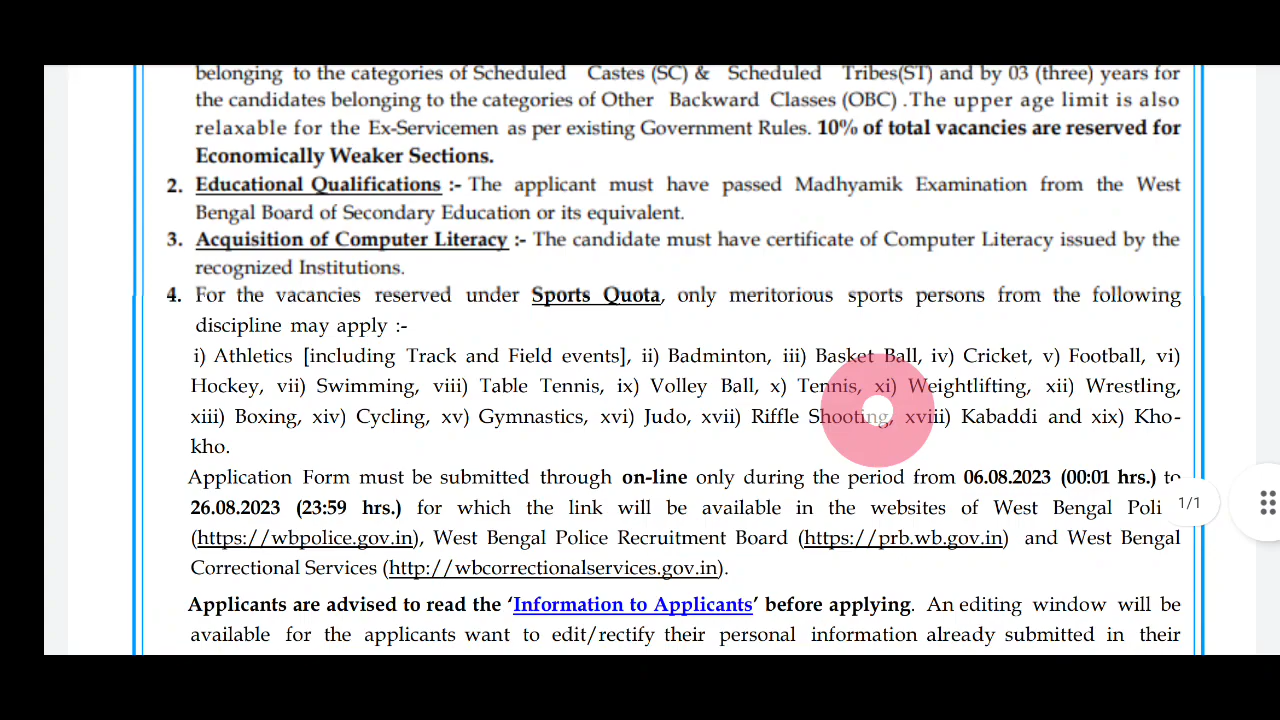 belonging to the categories of Scheduled Castes (SC) & Scheduled Tribes(ST) and by 03 (three) years for
the candidates belonging to the categories of Other Backward Classes (OBC) .The upper age limit is also
relaxable for the Ex-Servicemen as per existing Government Rules. 10% of total vacancies are reserved for
Economically Weaker Sections.
2. Educational Qualifications :- The applicant must have passed Madhyamik Examination from the West
Bengal Board of Secondary Education or its equivalent.
3. Acquisition of Computer Literacy :- The candidate must have certificate of Computer Literacy issued by the
recognized Institutions.
4. For the vacancies reserved under Sports Quota, only meritorious sports persons from the following
discipline may apply :-
i) Athletics [including Track and Field events], ii) Badminton, iii) Basket Ball, iv) Cricket, v) Football, vi)
Hockey, vii) Swimming, viii) Table Tennis, ix) Volley Ball, x) Tennis, xi) Weightlifting, xii) Wrestling,
xiii) Boxing, xiv) Cycling, xv) Gymnastics, xvi) Judo, xvii) Riffle Shooting, xviii) Kabaddi and xix) Kho-
kho.
Application Form must be submitted through on-line only during the period from 06.08.2023 (00:01 hrs.) to
26.08.2023 (23:59 hrs.) for which the link will be available in the websites of West Bengal Poli
1/1
(https://wbpolice.gov.in), West Bengal Police Recruitment Board (https://prb.wb.gov.in) and West Bengal
Correctional Services (http://wbcorrectionalservices.gov.in).
Applicants are advised to read the ‘Information to Applicants’ before applying. An editing window will be
available for the applicants want to edit/rectify their personal information already submitted in their